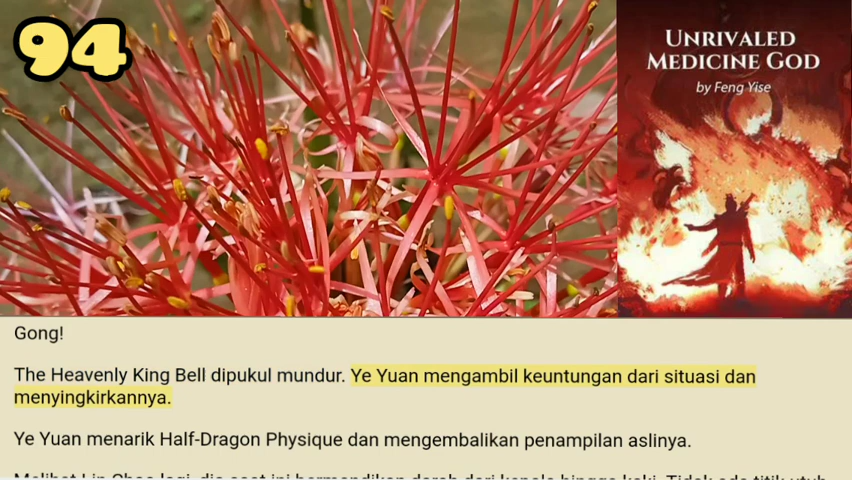 94
UNRIVALED
MEDICINE GOD
by Feng Yise
Gong!
The Heavenly King Bell dipukul mundur. Ye Yuan mengambil keuntungan dari situasi dan
menyingkirkannya.
Ye Yuan menarik Half-Dragon Physique dan mengembalikan penampilan aslinya.